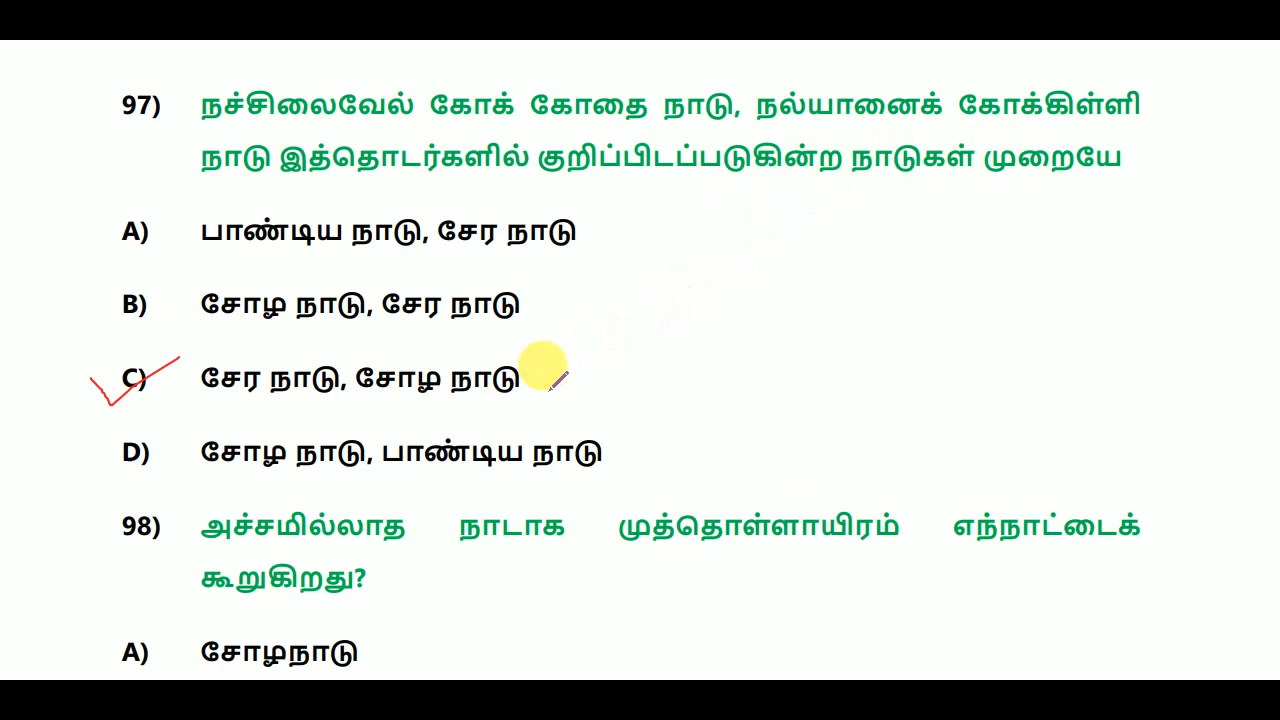 97) நச்சிலைவேல் கோக் கோதை நாடு, நல்யானைக் கோக்கிள்ளி
நாடு இத்தொடர்களில் குறிப்பிடப்படுகின்ற நாடுகள் முறையே
A) பாண்டிய நாடு, சேர நாடு
B) சோழ நாடு, சேர நாடு
C) சேர நாடு, சோழ நாடு
D) சோழ நாடு, பாண்டிய நாடு
98) அச்சமில்லாத நாடாக முத்தொள்ளாயிரம் எந்நாட்டைக்
கூறுகிறது?
A) சோழநாடு